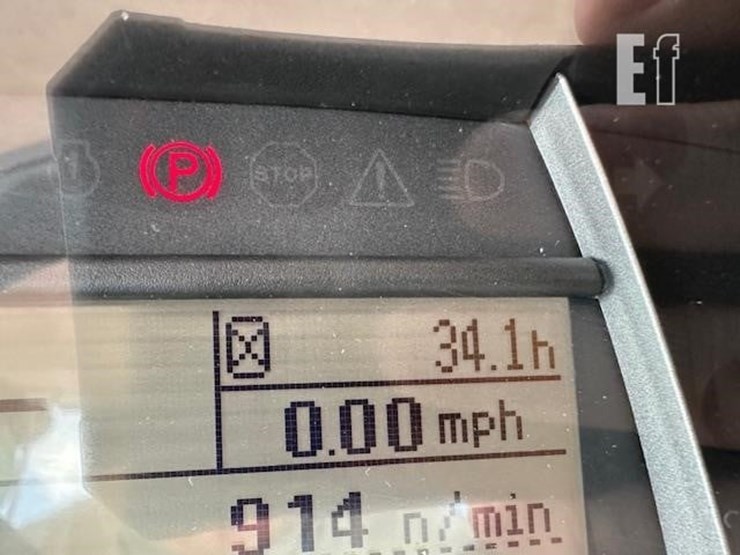 Ef
P STOP
34.1h
0.00 mph
914 n/min